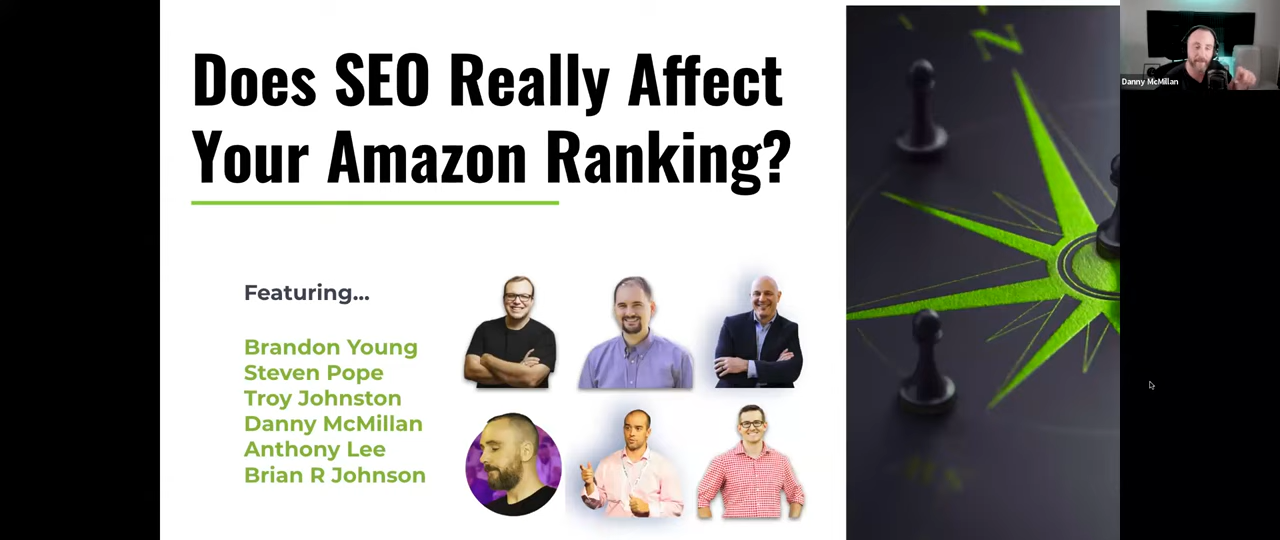 Does SEO Really Affect
Your Amazon Ranking?
Featuring...
Brandon Young
Steven Pope
Troy Johnston
Danny McMillan
Anthony Lee
Brian R Johnson
N
Danny McMillan